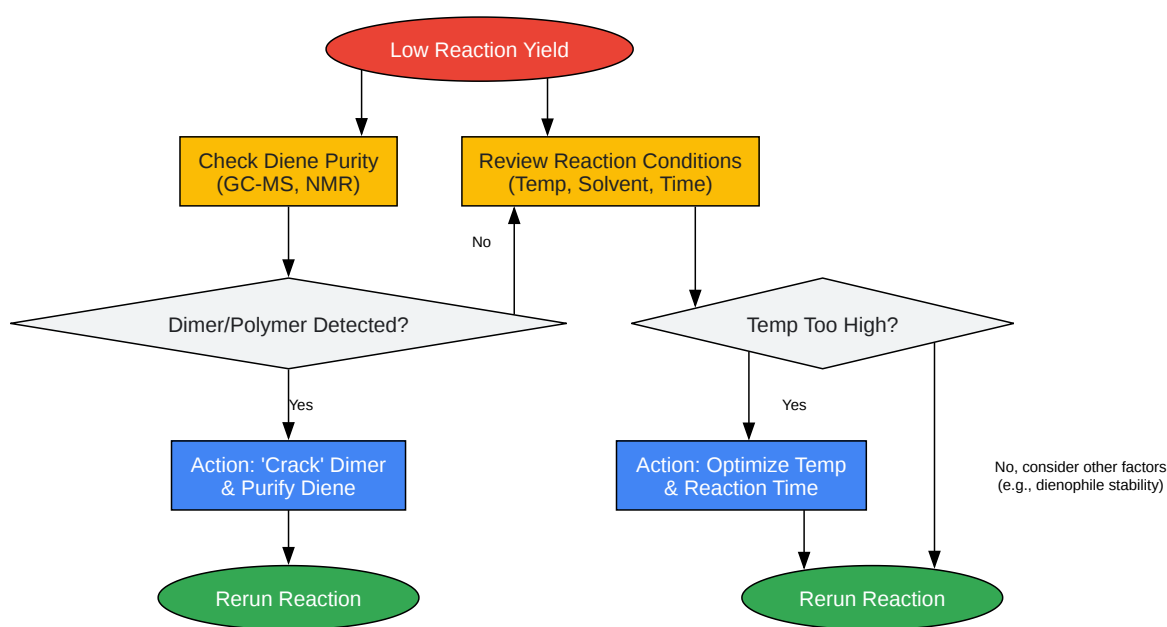 Low Reaction Yield
Check Diene Purity
(GC-MS, NMR)
Review Reaction Conditions
(Temp, Solvent, Time)
No
Dimer/Polymer Detected?
Temp Too High?
Yes
Yes
Action: 'Crack' Dimer
& Purify Diene
Action: Optimize Temp
& Reaction Time
No, consider other factors
(e.g., dienophile stability)
Rerun Reaction
Rerun Reaction